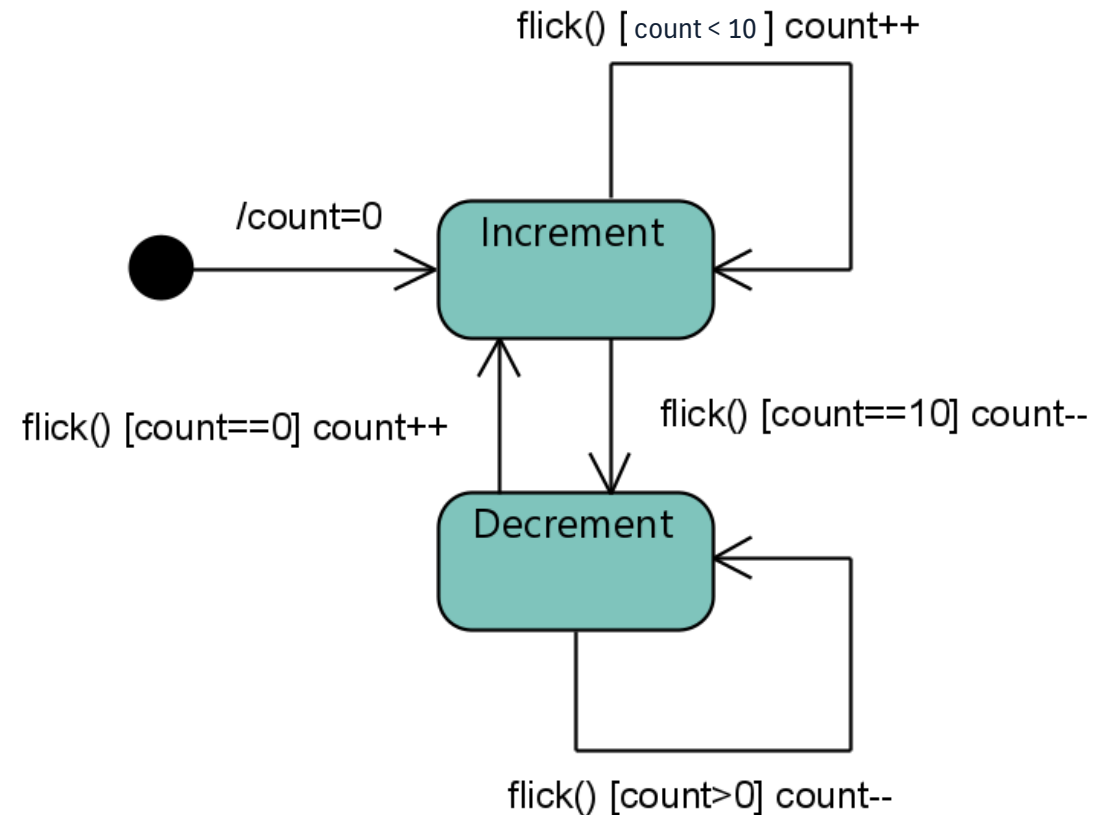 flick() [ count < 10 ] count++
/count=0
Increment
flick() [count==0] count++
flick() [count==10] count--
Decrement
flick() [count>0] count--